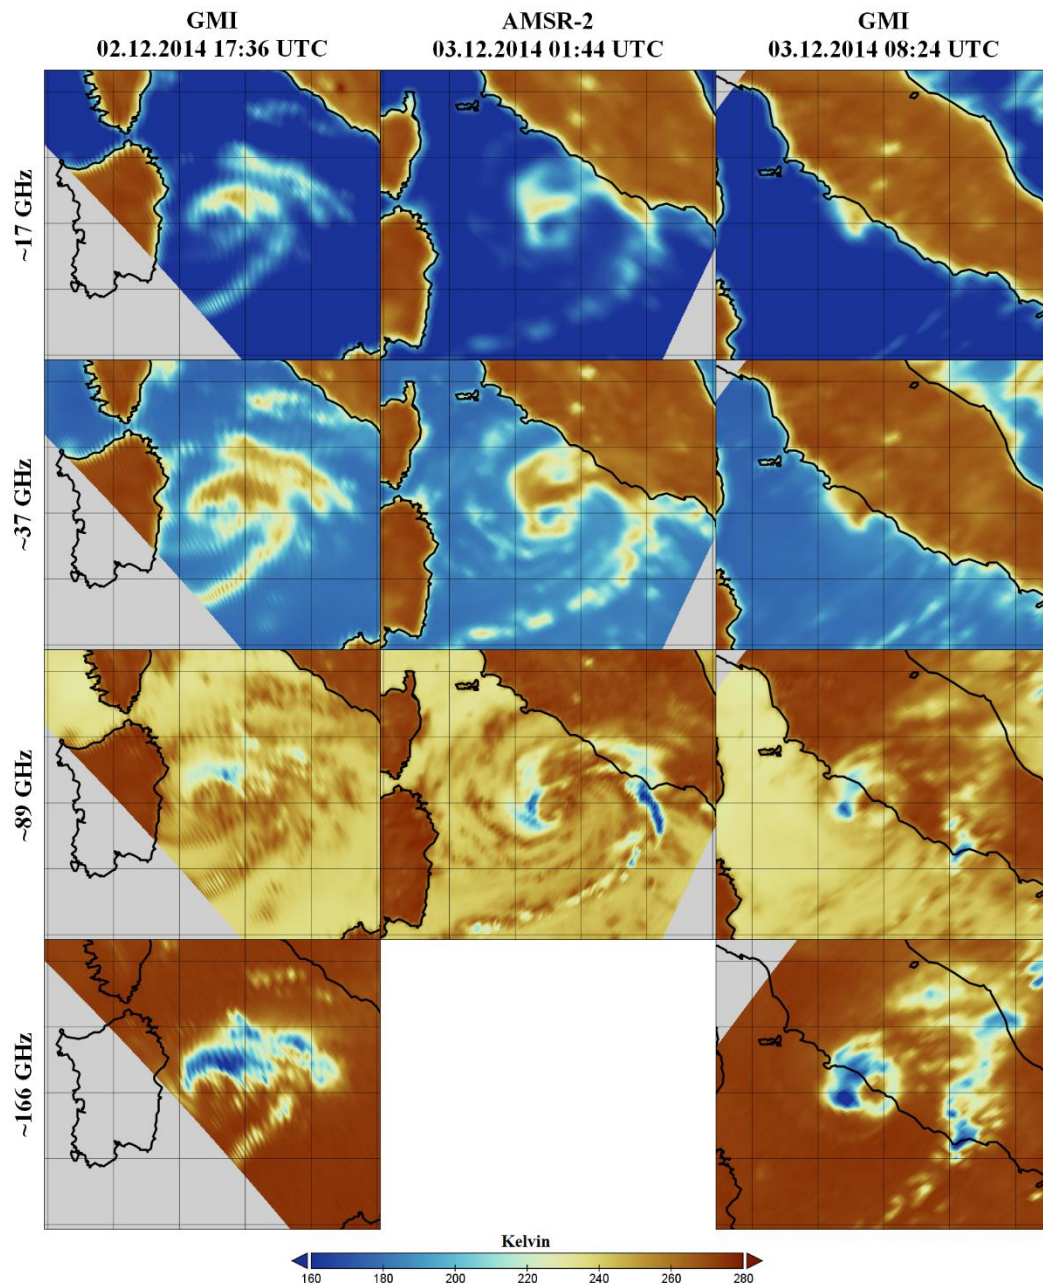 GMI
02.12.2014 17:36 UTC
AMSR-2
03.12.2014 01:44 UTC
GMI
03.12.2014 08:24 UTC
~17 GHz
~37 GHz
~89 GHz
~166 GHz
Kelvin
160 180 200 220 240 260 280